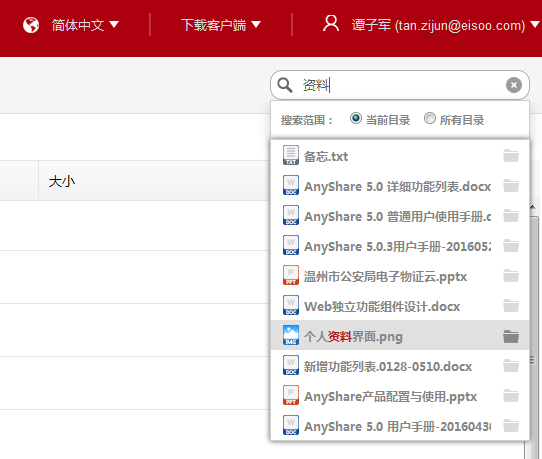 简体中文 下载客户端 谭子军 (tan.zijun@eisoo.com)
资料
搜索范围： 当前目录 所有目录
大小
备忘.txt
AnyShare 5.0 详细功能列表.docx
AnyShare 5.0 普通用户使用手册.d
AnyShare 5.0.3用户手册-2016052
温州市公安局电子物证云.pptx
Web独立功能组件设计.docx
个人资料界面.png
新增功能列表.0128-0510.docx
AnyShare产品配置与使用.pptx
AnyShare 5.0 用户手册-20160430